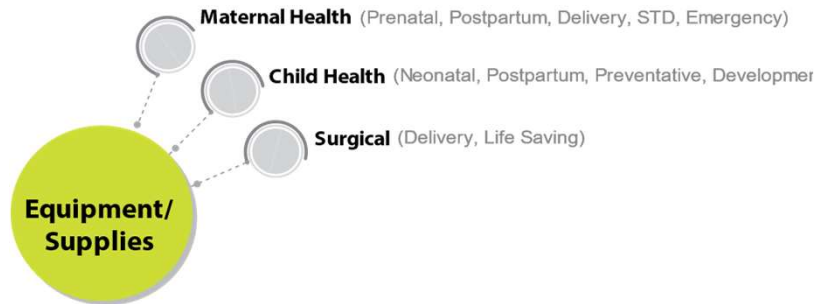 Maternal Health (Prenatal, Postpartum, Delivery, STD, Emergency)
Child Health (Neonatal, Postpartum, Preventative,
Surgical (Delivery, Life Saving)
Equipment/
Supplies